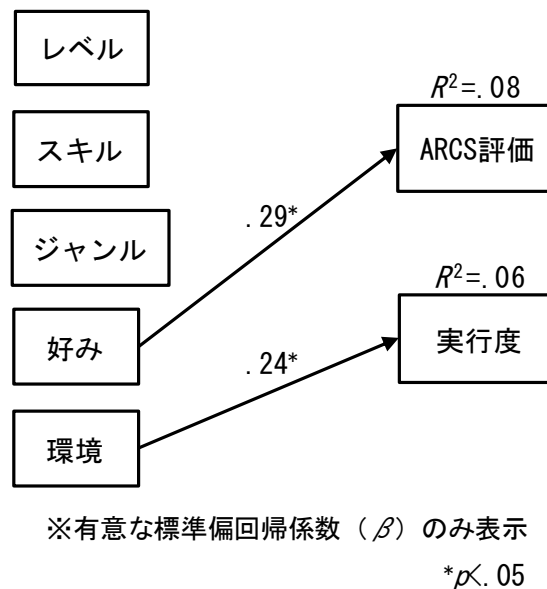 レベル
R²=.08
スキル
ARCS評価
.29*
ジャンル
R²=.06
好み
実行度
.24*
環境
※有意な標準偏回帰係数(β)のみ表示
*p<.05